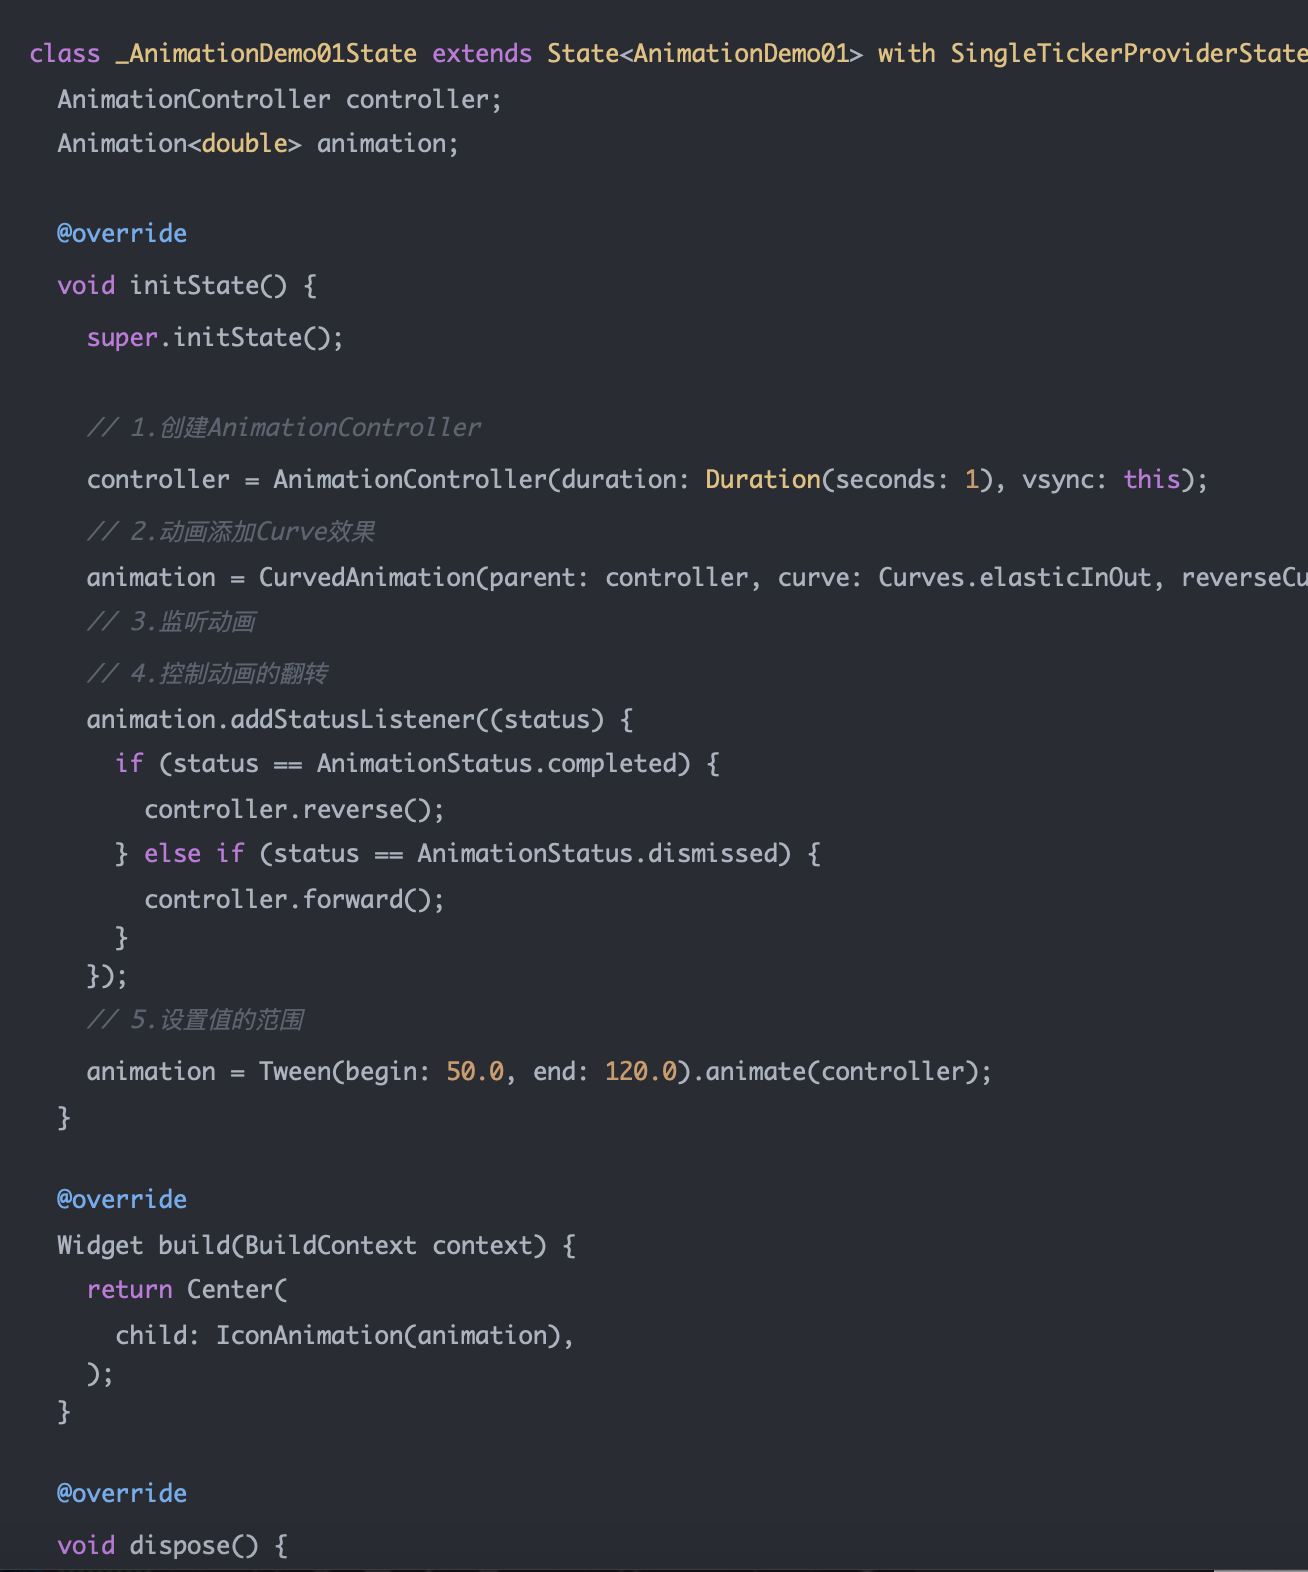 class _AnimationDemo01State extends State<AnimationDemo01> with SingleTickerProviderState
AnimationController controller;
Animation<double> animation;
@override
void initState() {
super.initState();
// 1.创建AnimationController
controller = AnimationController(duration: Duration(seconds: 1), vsync: this);
// 2.动画添加Curve效果
animation = CurvedAnimation(parent: controller, curve: Curves.elasticInOut, reverseCu
// 3.监听动画
// 4.控制动画的翻转
animation.addStatusListener((status) {
if (status == AnimationStatus.completed) {
controller.reverse();
} else if (status == AnimationStatus.dismissed) {
controller.forward();
}
});
// 5.设置值的范围
animation = Tween(begin: 50.0, end: 120.0).animate(controller);
}
@override
Widget build(BuildContext context) {
return Center(
child: IconAnimation(animation),
);
}
@override
void dispose() {